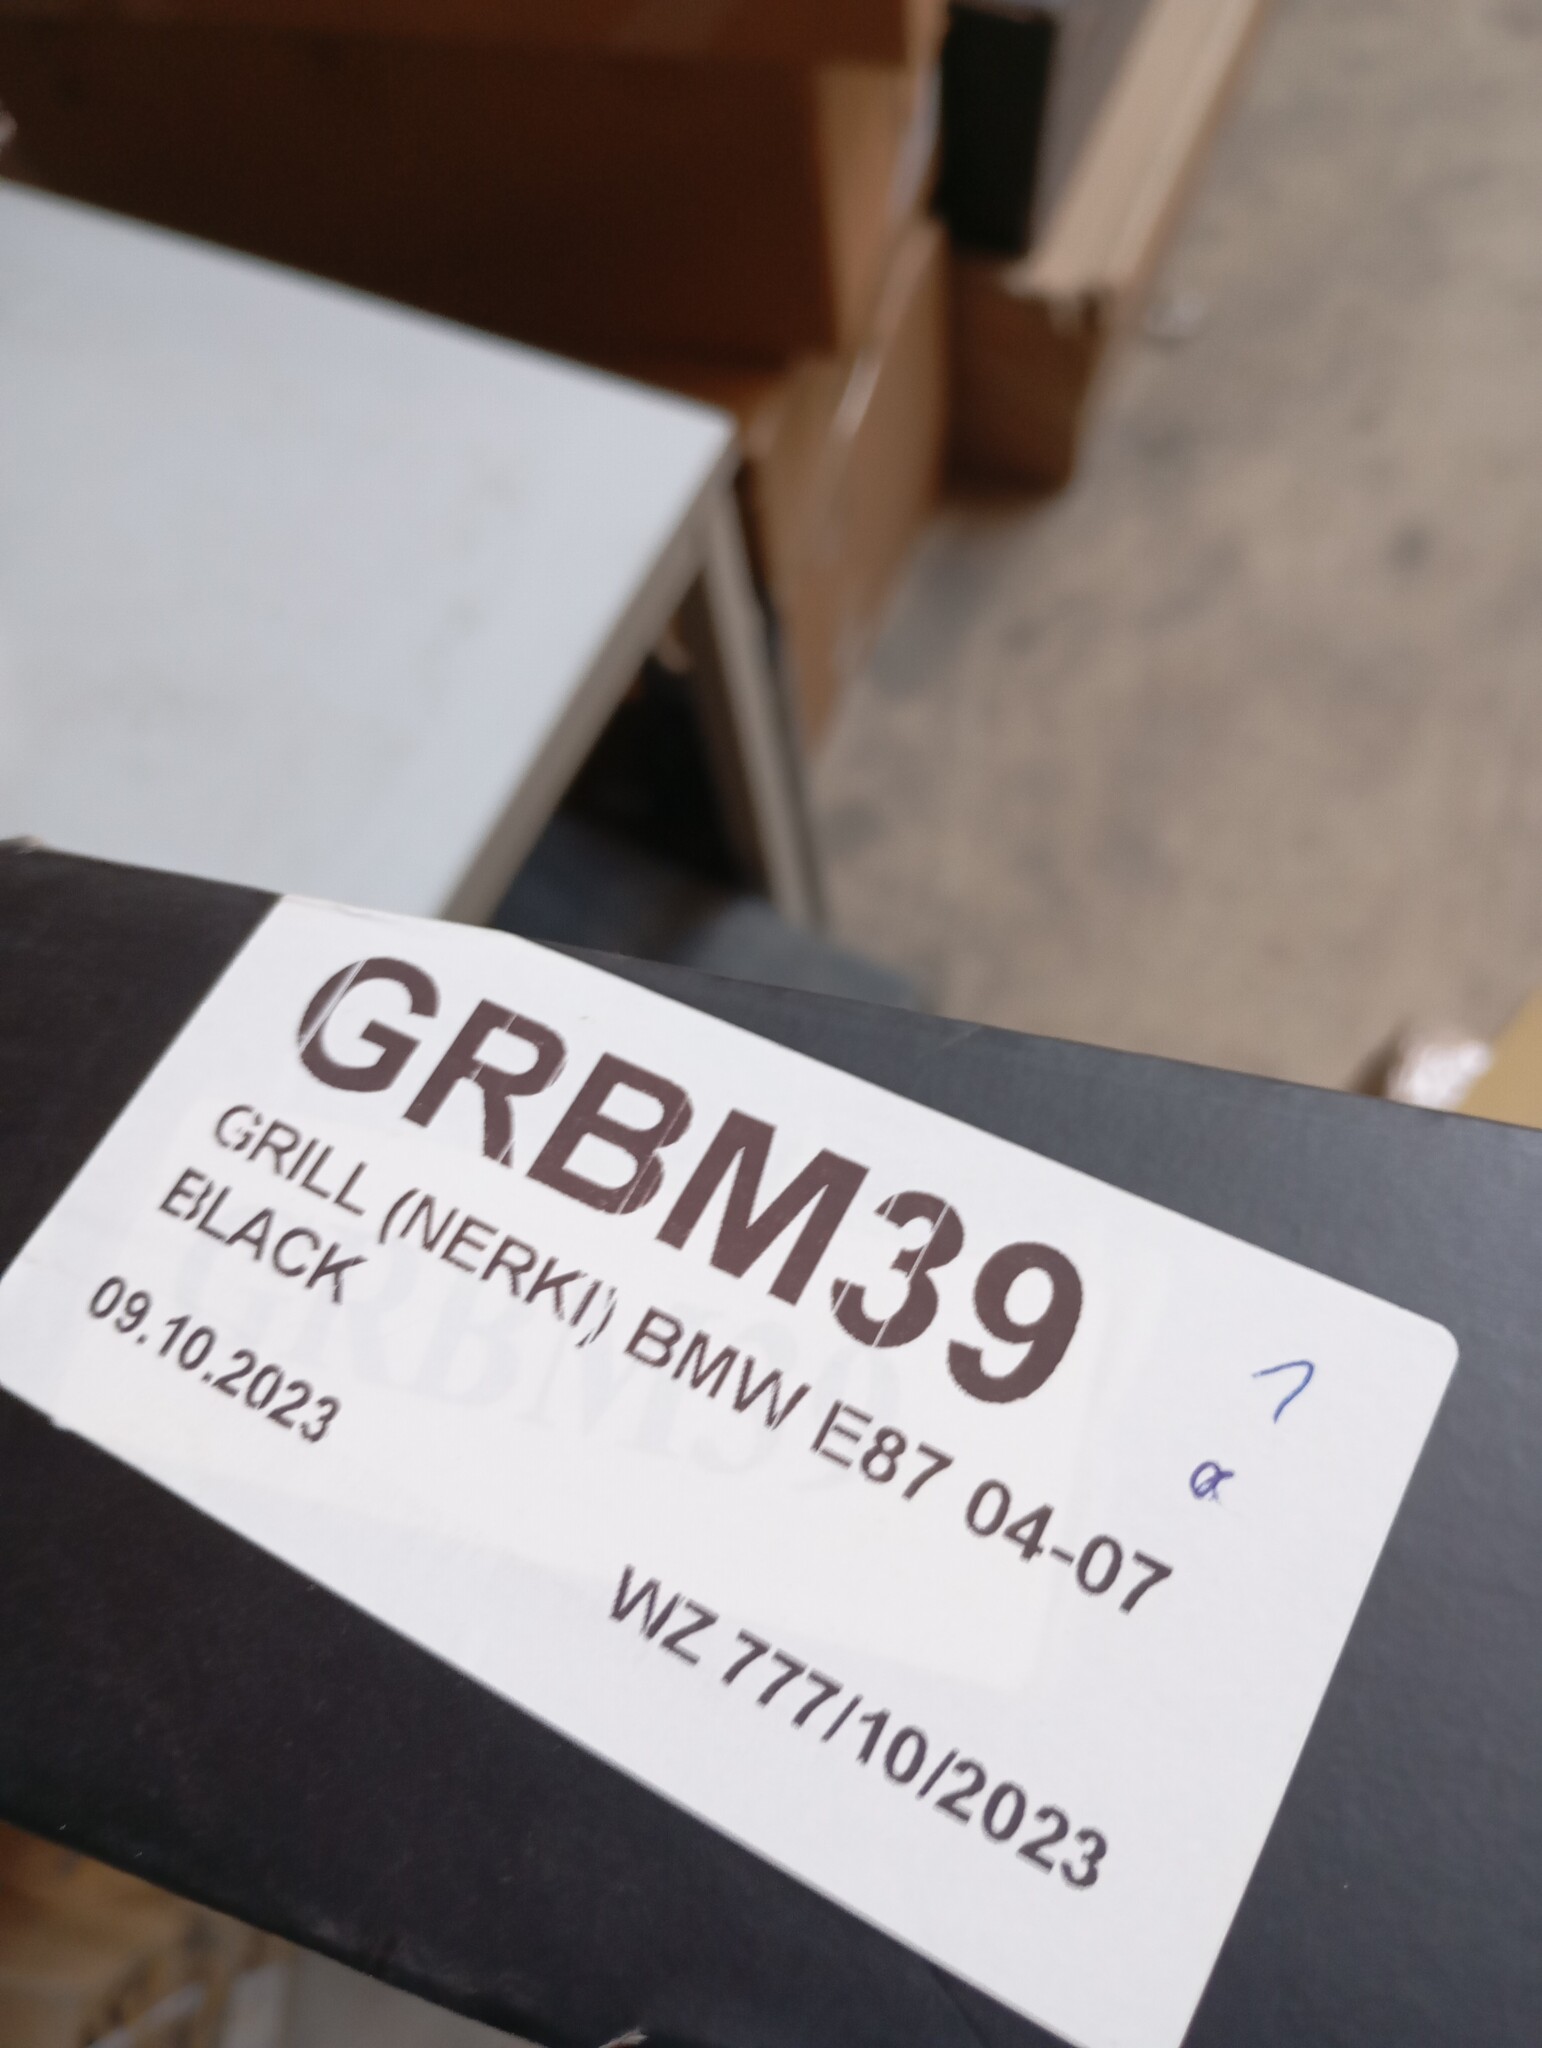 GRBM39
GRILL (NERKI) BMW E87 04-07
BLACK
09.10.2023
WZ 777/10/2023